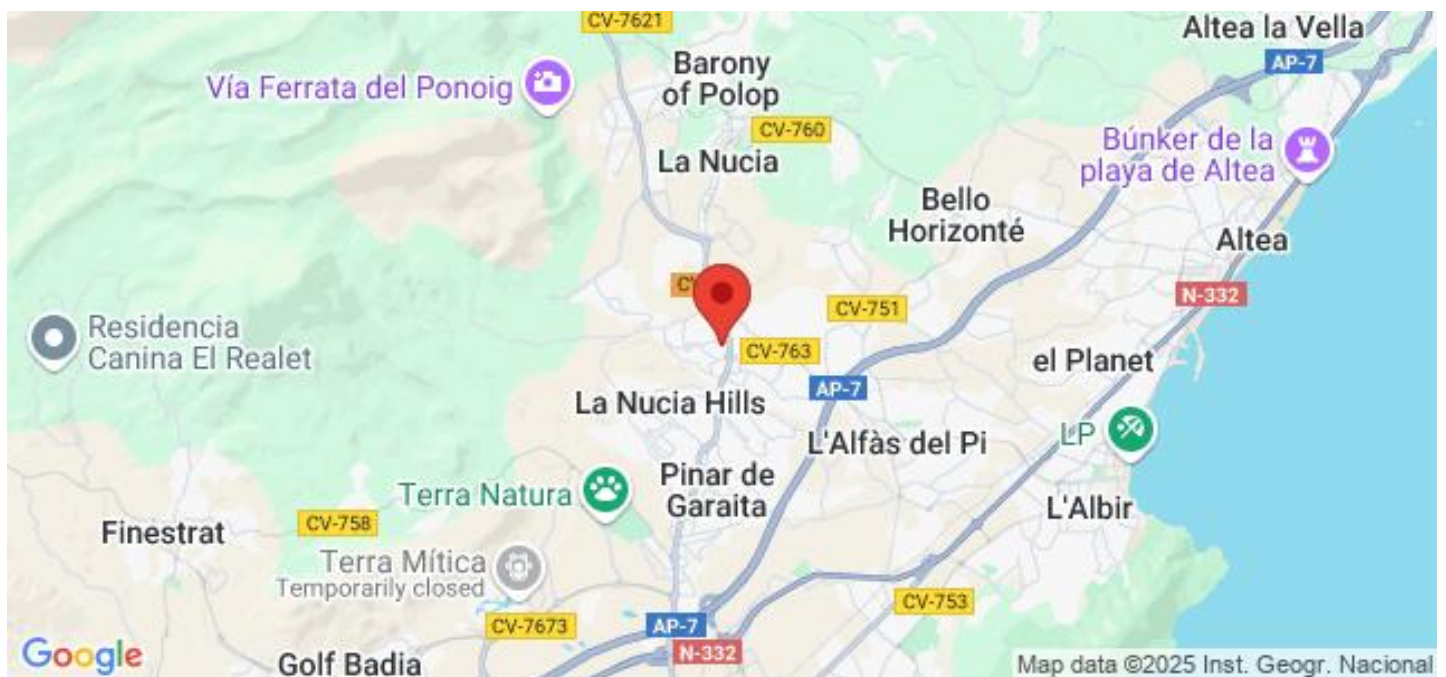 CV-7621
Altea la Vella
AP-7
Barony
of Polop
Vía Ferrata del Ponoig
CV-760
Búnker de la
playa de Altea
La Nucia
Bello
Horizonté
Altea
N-332
CV-751
Residencia
Canina El Realet
CV-763
el Planet
AP-7
La Nucia Hills
L'Alfàs del Pi
LP
Pinar de
Garaita
Terra Natura
L'Albir
Finestrat
CV-758
Terra Mítica
Temporarily closed
CV-753
CV-7673
AP-7
N-332
Google
Golf Badia
Map data ©2025 Inst. Geogr. Nacional